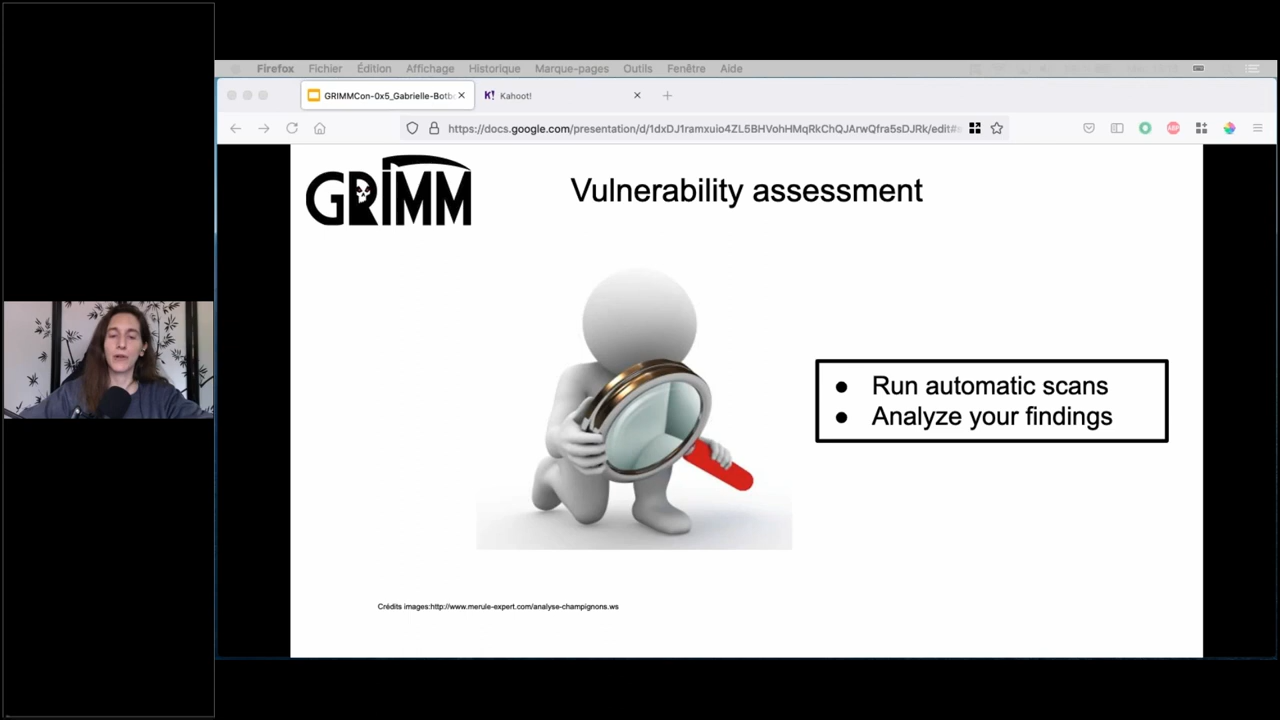 Firefox Fichier Édition Affichage Historique Marque-pages Outils Fenêtre Aide
GRIMMCon-0x5_Gabrielle-Botbo
K! Kahoot!
https://docs.google.com/presentation/d/1dxDJ1ramxuio4ZL5BHVohHMqRkChQJArwQfra5sDJRk/edit#
ABP
GRIMM
Vulnerability assessment
● Run automatic scans
● Analyze your findings
Crédits images:http://www.merule-expert.com/analyse-champignons.ws